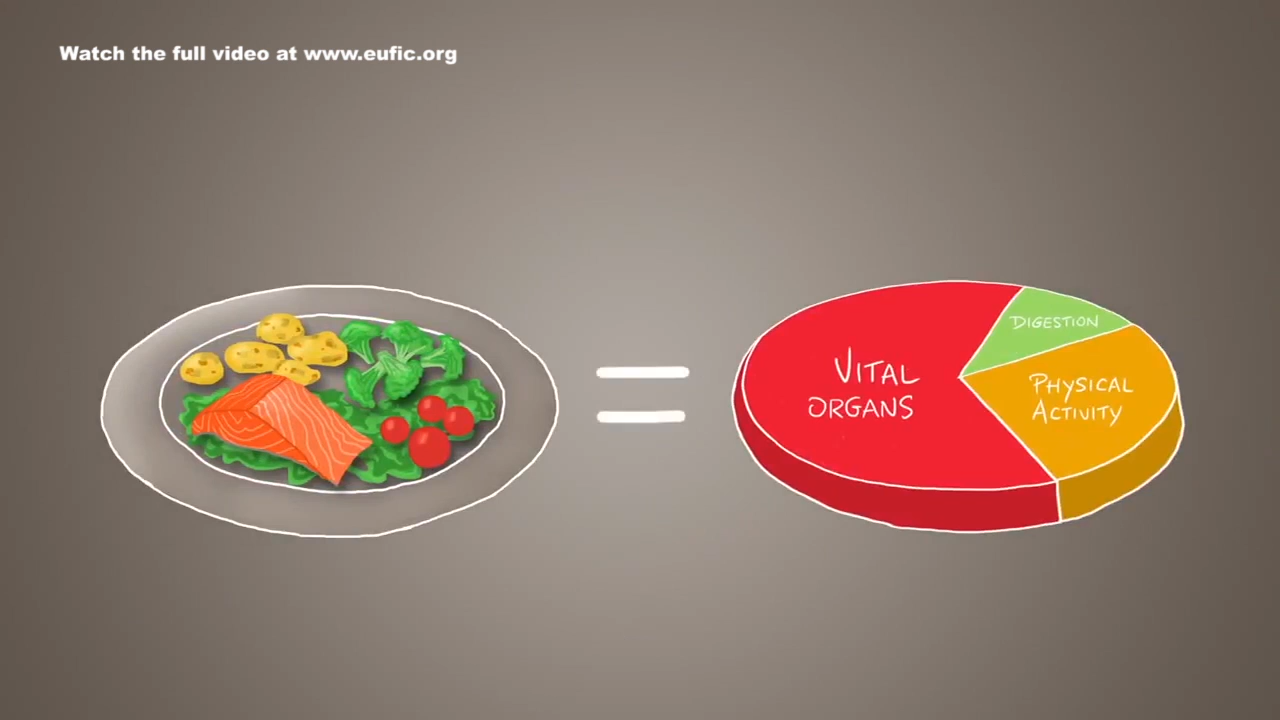 Watch the full video at www.eufic.org
VITAL
ORGANS
DIGESTION
PHYSICAL
ACTIVITY